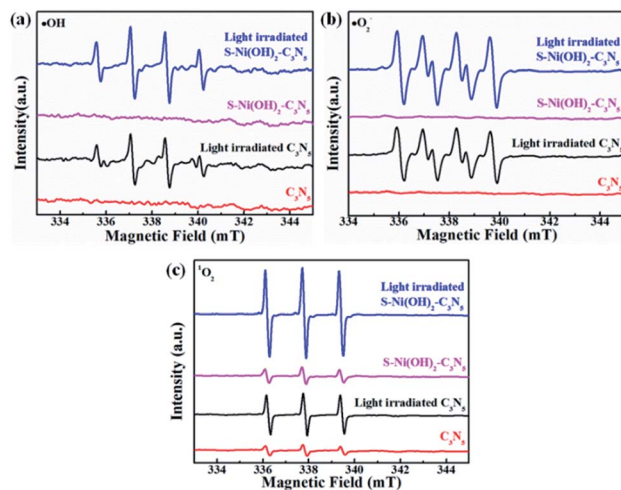 (a)
•OH
Light irradiated
S-Ni(OH)2-C3N5
S-Ni(OH)2-C3N5
Light irradiated C3N5
C3N5
Intensity(a.u.)
334 336 338 340 342 344
Magnetic Field (mT)
(b)
•O2-
Light irradiated
S-Ni(OH)2-C3N5
S-Ni(OH)2-C3N5
Light irradiated C3N5
C3N5
Intensity(a.u.)
334 336 338 340 342 344
Magnetic Field (mT)
(c)
1O2
Light irradiated
S-Ni(OH)2-C3N5
S-Ni(OH)2-C3N5
Light irradiated C3N5
C3N5
Intensity (a.u.)
334 336 338 340 342 344
Magnetic Field (mT)